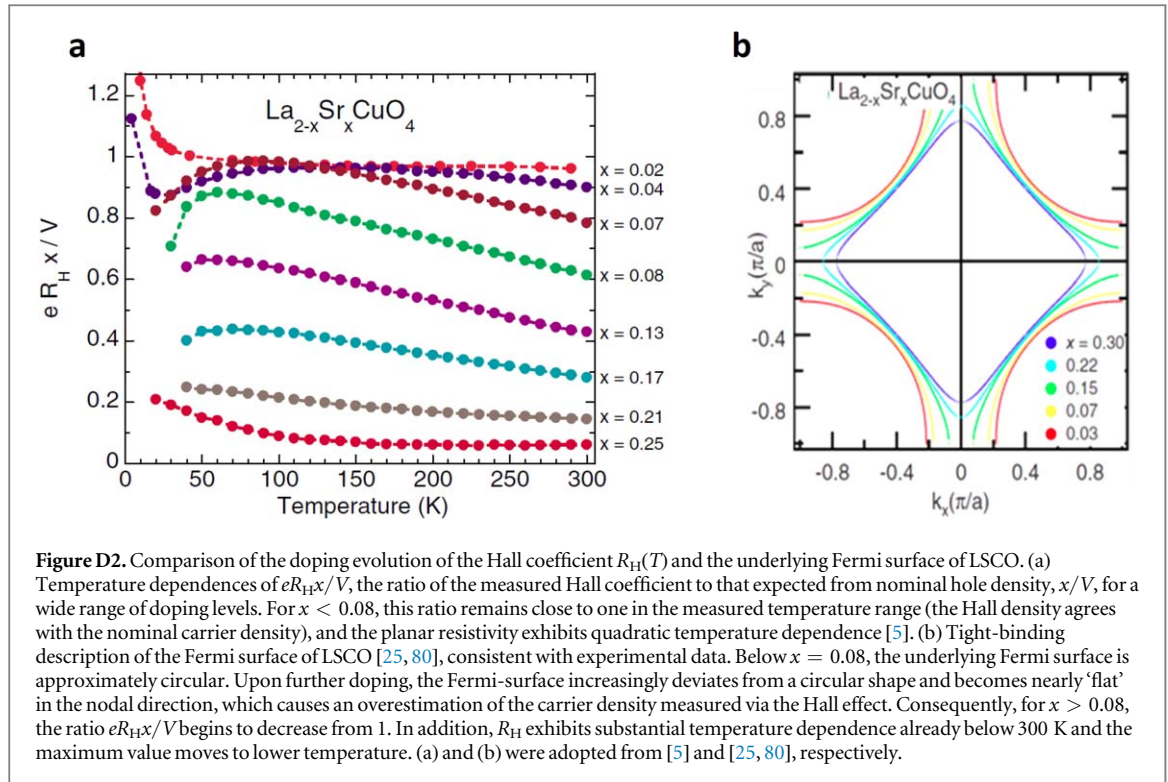 a
La2-xSrxCuO4
1.2
1
0.8
0.6
0.4
0.2
0
e RH x / V
x = 0.02
x = 0.04
x = 0.07
x = 0.08
x = 0.13
x = 0.17
x = 0.21
x = 0.25
0 50 100 150 200 250 300
Temperature (K)
b
La2-xSrxCuO4
0.8
0.4
0
-0.4
-0.8
ky(π/a)
x = 0.30
0.22
0.15
0.07
0.03
-0.8 -0.4 0 0.4 0.8
kx(π/a)
Figure D2. Comparison of the doping evolution of the Hall coefficient RH(T) and the underlying Fermi surface of LSCO. (a)
Temperature dependences of eRHx/V, the ratio of the measured Hall coefficient to that expected from nominal hole density, x/V, for a
wide range of doping levels. For x < 0.08, this ratio remains close to one in the measured temperature range (the Hall density agrees
with the nominal carrier density), and the planar resistivity exhibits quadratic temperature dependence [5]. (b) Tight-binding
description of the Fermi surface of LSCO [25, 80], consistent with experimental data. Below x = 0.08, the underlying Fermi surface is
approximately circular. Upon further doping, the Fermi-surface increasingly deviates from a circular shape and becomes nearly 'flat'
in the nodal direction, which causes an overestimation of the carrier density measured via the Hall effect. Consequently, for x > 0.08,
the ratio eRHx/V begins to decrease from 1. In addition, RH exhibits substantial temperature dependence already below 300 K and the
maximum value moves to lower temperature. (a) and (b) were adopted from [5] and [25, 80], respectively.